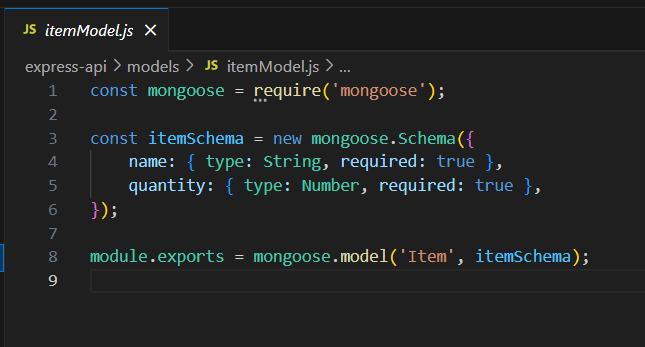 JS itemModel.js ×
express-api > models > JS itemModel.js > ...
1 const mongoose = require('mongoose');
2
3 const itemSchema = new mongoose.Schema({
4     name: { type: String, required: true },
5     quantity: { type: Number, required: true },
6 });
7
8 module.exports = mongoose.model('Item', itemSchema);
9